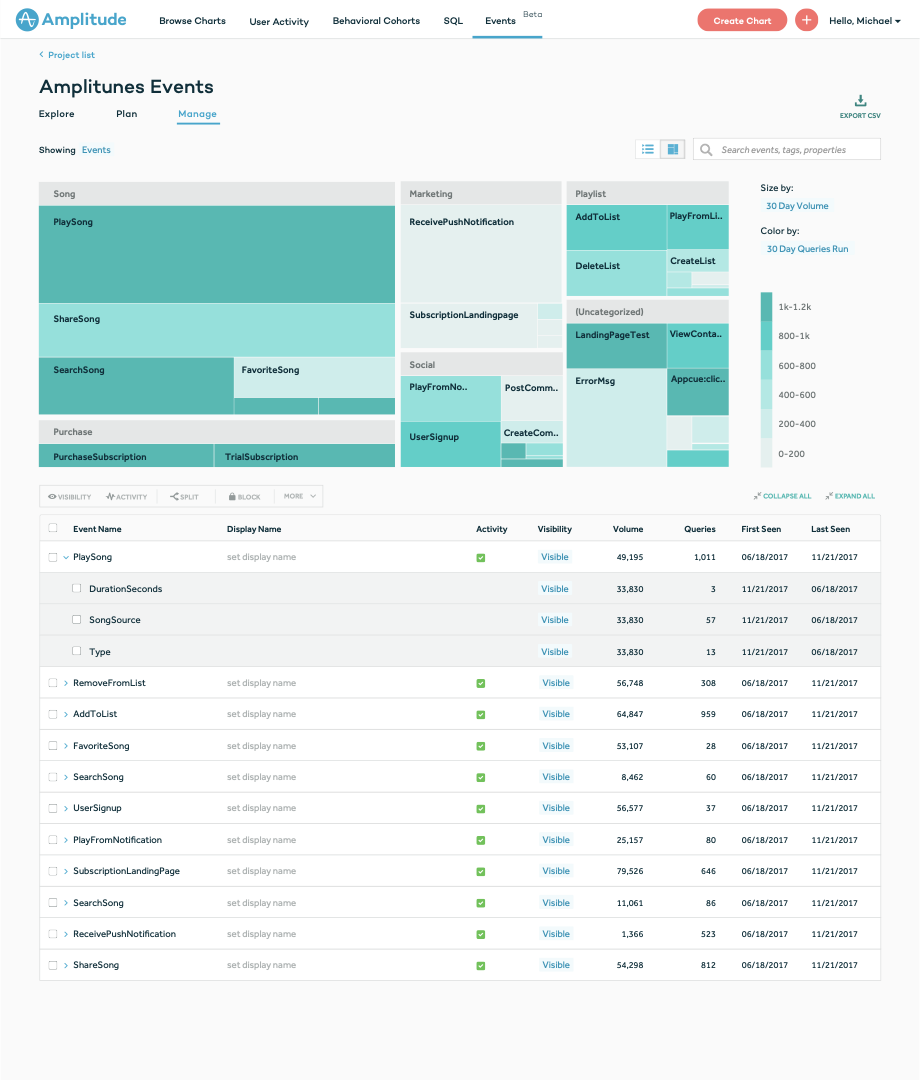 Amplitude Browse Charts User Activity Behavioral Cohorts SQL Events Beta Create Chart + Hello, Michael
Project list
Amplitunes Events
Explore Plan Manage
EXPORT CSV
Showing Events
Search events, tags, properties
Song
PlaySong
ShareSong
SearchSong FavoriteSong
Purchase
PurchaseSubscription TrialSubscription
Marketing
ReceivePushNotification
SubscriptionLandingpage
Social
PlayFromNo.. PostComm..
UserSignup CreateCom..
Playlist
AddToList PlayFromLi..
DeleteList CreateList
(Uncategorized)
LandingPageTest ViewConta..
ErrorMsg Appcue:clic..
Size by:
30 Day Volume
Color by:
30 Day Queries Run
1k-1.2k
800-1k
600-800
400-600
200-400
0-200
VISIBILITY ACTIVITY SPLIT BLOCK MORE COLLAPSE ALL EXPAND ALL
Event Name Display Name Activity Visibility Volume Queries First Seen Last Seen
PlaySong set display name Visible 49,195 1,011 06/18/2017 11/21/2017
DurationSeconds Visible 33,830 3 11/21/2017 06/18/2017
SongSource Visible 33,830 57 11/21/2017 06/18/2017
Type Visible 33,830 13 11/21/2017 06/18/2017
RemoveFromList set display name Visible 56,748 308 06/18/2017 11/21/2017
AddToList set display name Visible 64,847 959 06/18/2017 11/21/2017
FavoriteSong set display name Visible 53,107 28 06/18/2017 11/21/2017
SearchSong set display name Visible 8,462 60 06/18/2017 11/21/2017
UserSignup set display name Visible 56,577 37 06/18/2017 11/21/2017
PlayFromNotification set display name Visible 25,157 80 06/18/2017 11/21/2017
SubscriptionLandingPage set display name Visible 79,526 646 06/18/2017 11/21/2017
SearchSong set display name Visible 11,061 86 06/18/2017 11/21/2017
ReceivePushNotification set display name Visible 1,366 523 06/18/2017 11/21/2017
ShareSong set display name Visible 54,298 812 06/18/2017 11/21/2017